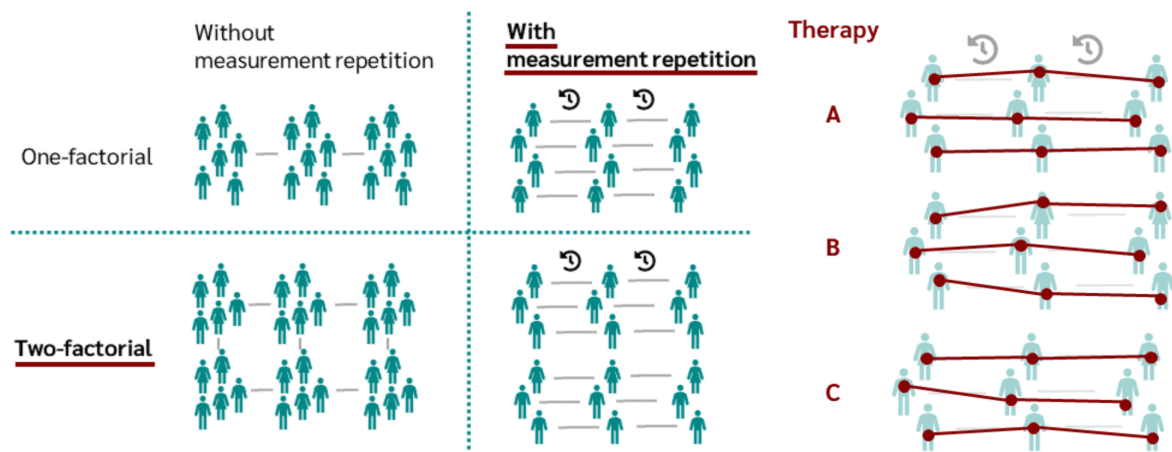 Without
measurement repetition
With
measurement repetition
One-factorial
Two-factorial
Therapy
A
B
C